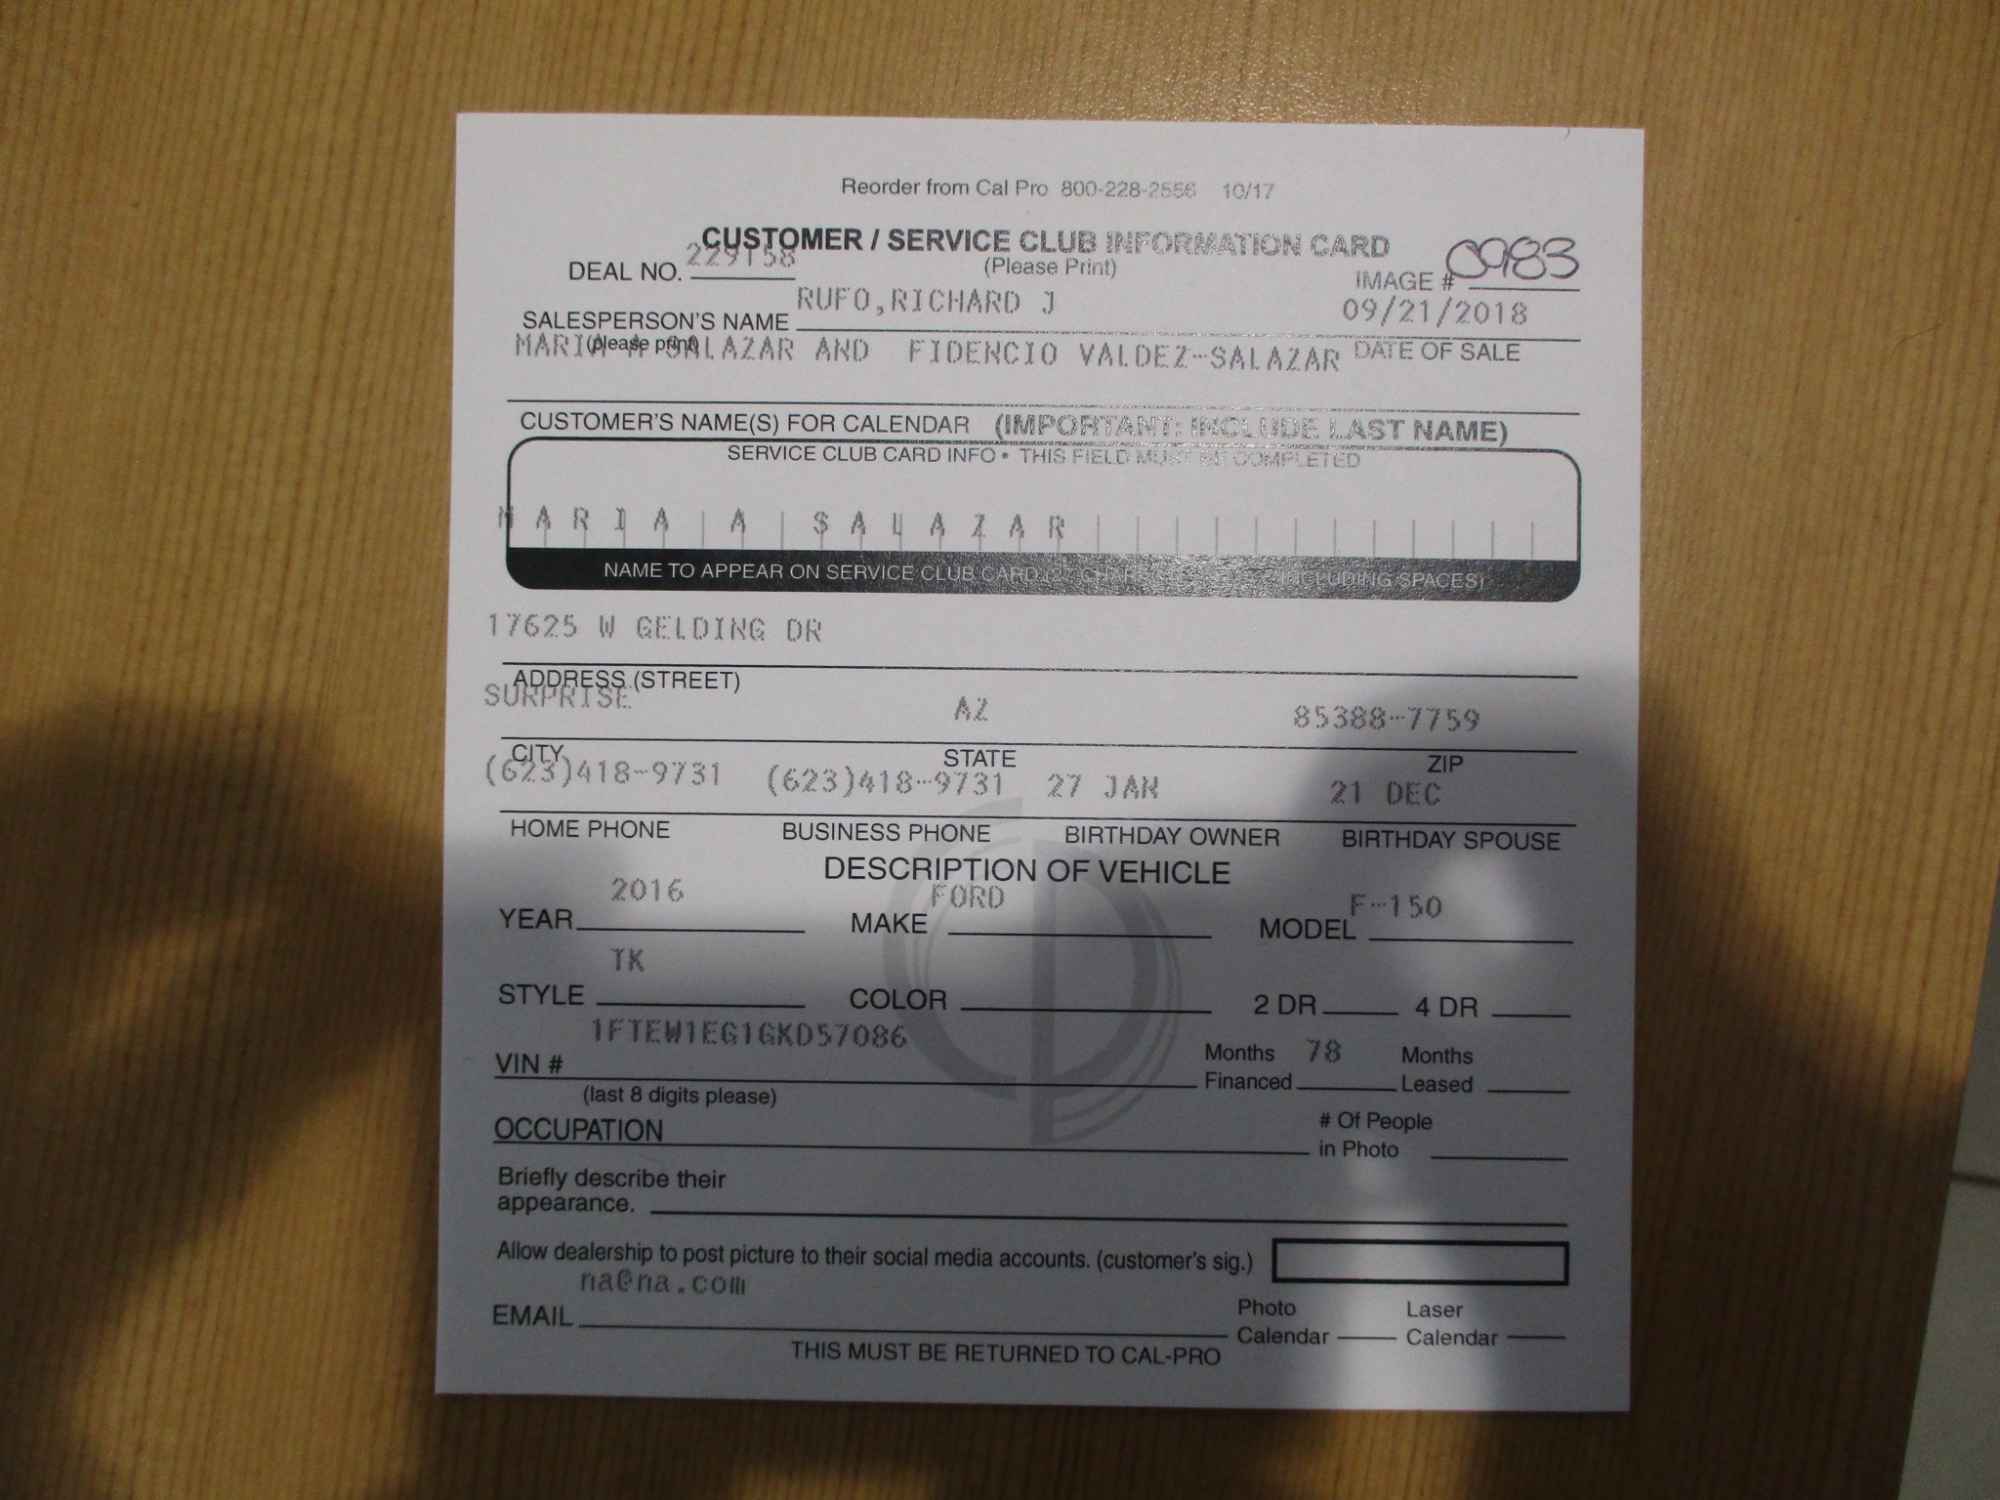 Reorder from Cal Pro 800-228-2556 10/17
CUSTOMER / SERVICE CLUB INFORMATION CARD
(Please Print)
DEAL NO. 229158
IMAGE # 0983
SALESPERSON'S NAME RUFO,RICHARD J
09/21/2018
(please print)
DATE OF SALE
MARIA A SALAZAR AND FIDENCIO VALDEZ-SALAZAR
CUSTOMER'S NAME(S) FOR CALENDAR (IMPORTANT: INCLUDE LAST NAME)
SERVICE CLUB CARD INFO • THIS FIELD MUST BE COMPLETED
MARIA A SALAZAR
NAME TO APPEAR ON SERVICE CLUB CARD INCLUDING SPACES)
17625 W GELDING DR
ADDRESS (STREET)
SURPRISE AZ 85388-7759
CITY STATE ZIP
(623)418-9731 (623)418-9731 27 JAN 21 DEC
HOME PHONE BUSINESS PHONE BIRTHDAY OWNER BIRTHDAY SPOUSE
DESCRIPTION OF VEHICLE
YEAR 2016 MAKE FORD MODEL F-150
STYLE TK COLOR 2 DR 4 DR
VIN # 1FTEW1EG1GKD57086 Months Financed 78 Months Leased
(last 8 digits please)
OCCUPATION # Of People in Photo
Briefly describe their
appearance.
Allow dealership to post picture to their social media accounts. (customer's sig.)
EMAIL na@na.com Photo Calendar Laser Calendar
THIS MUST BE RETURNED TO CAL-PRO